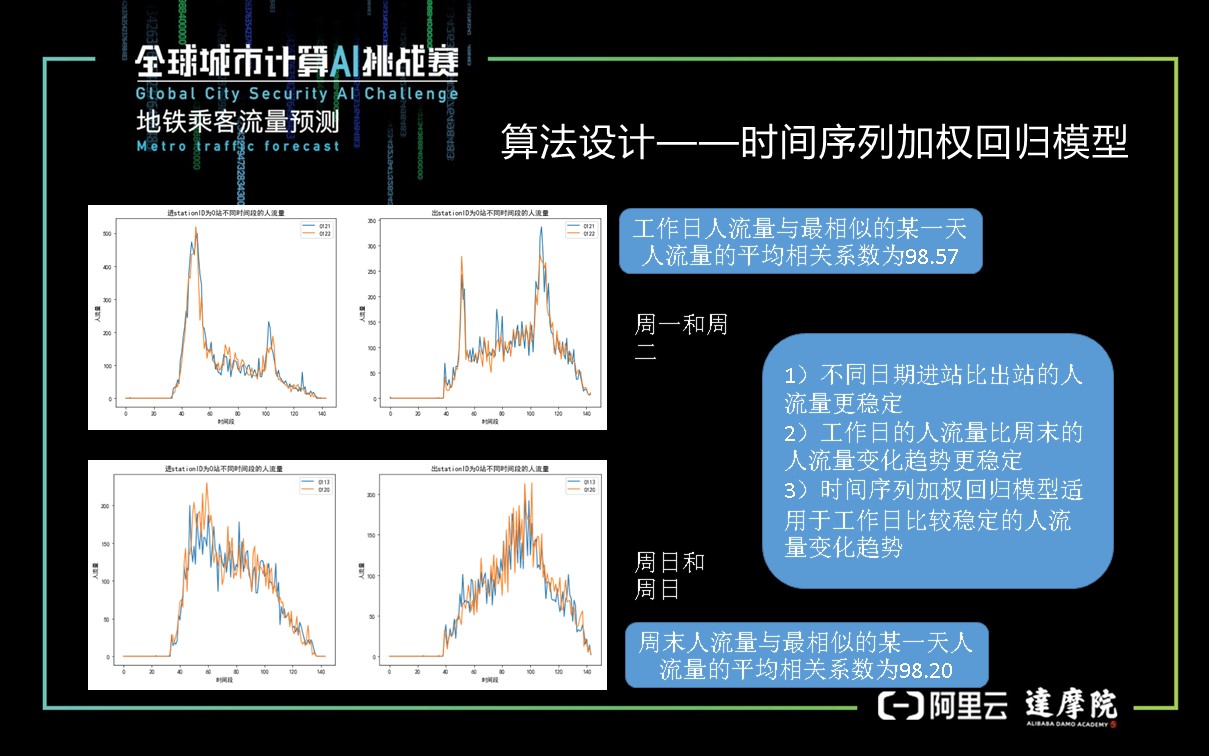 全球城市计算AI挑战赛
Global City Security AI Challenge
地铁乘客流量预测
Metro traffic forecast
算法设计——时间序列加权回归模型
进stationID为0站不同时间段的人流量
0121
0122
人流量
500
400
300
200
100
0
0 20 40 60 80 100 120 140
时间段
出stationID为0站不同时间段的人流量
0121
0122
人流量
350
300
250
200
150
100
50
0
0 20 40 60 80 100 120 140
时间段
工作日人流量与最相似的某一天
人流量的平均相关系数为98.57
周一和周
二
1）不同日期进站比出站的人
流量更稳定
2）工作日的人流量比周末的
人流量变化趋势更稳定
3）时间序列加权回归模型适
用于工作日比较稳定的人流
量变化趋势
进stationID为0站不同时间段的人流量
0113
0120
人流量
200
150
100
50
0
0 20 40 60 80 100 120 140
时间段
出stationID为0站不同时间段的人流量
0113
0120
人流量
200
150
100
50
0
0 20 40 60 80 100 120 140
时间段
周日和
周日
周末人流量与最相似的某一天人
流量的平均相关系数为98.20
阿里云
達摩院
ALIBABA DAMO ACADEMY